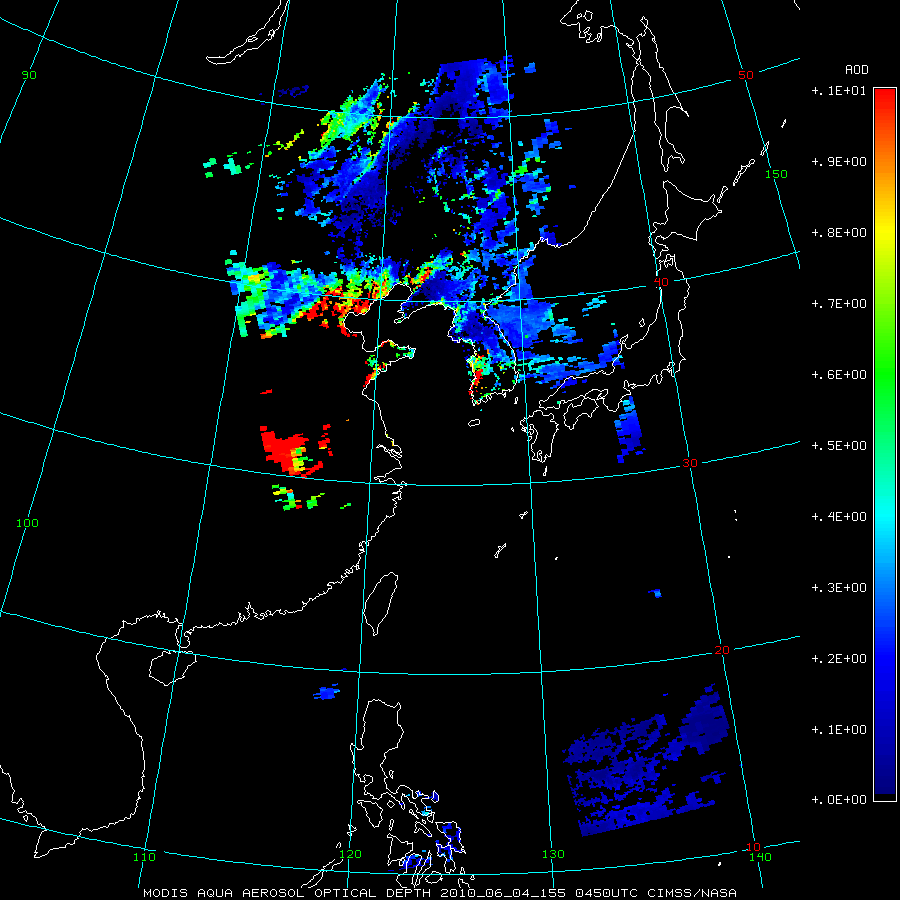 AOD
90
50
+.1E+01
+.9E+00
150
+.8E+00
40
+.7E+00
+.6E+00
+.5E+00
30
100
+.4E+00
+.3E+00
20
+.2E+00
+.1E+00
+.0E+00
110 120 130 140 10
MODIS AQUA AEROSOL OPTICAL DEPTH 2010_06_04_155 0450UTC CIMSS/NASA